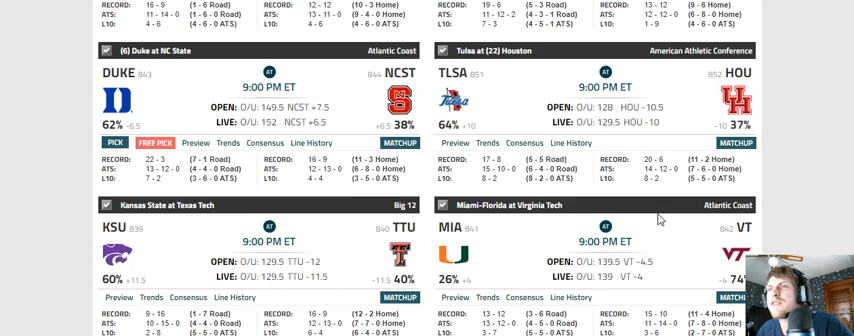 RECORD: 16 - 9 (1 - 6 Road) 12 - 12 (10 - 3 Home)
ATS: 11 - 14 - 0 (1 - 6 Road) 13 - 11 - 0 (9 - 4 - 0 Home)
L10: 4 - 6 (4 - 6 - 0 ATS) (4 - 4 - 0 ATS)
RECORD: 19 - 6 (5 - 3 Road) RECORD: 13 - 12 (9 - 6 Home)
ATS: 11 - 12 - 2 (4 - 3 - 1 Road) ATS: 12 - 12 - 0 (6 - 8 - 0 Home)
L10: 7 - 3 (4 - 5 - 1 ATS) L10: 1 - 9 (4 - 6 - 0 ATS)
(6) Duke at NC State Atlantic Coast
DUKE 843 AT 844 NCST
9:00 PM ET
OPEN: O/U: 149.5 NCST +7.5
LIVE: O/U: 152 NCST +6.5
62% -6.5 +6.5 38%
PICK FREE PICK Preview Trends Consensus Line History MATCHUP
RECORD: 22 - 3 (7 - 1 Road) RECORD: 16 - 9 (11 - 3 Home)
ATS: 13 - 12 - 0 (4 - 4 - 0 Road) ATS: 12 - 13 - 0 (6 - 8 - 0 Home)
L10: 7 - 2 (3 - 6 - 0 ATS) L10: 4 - 4 (3 - 5 - 0 ATS)
Tulsa at (22) Houston American Athletic Conference
TLSA 851 AT 852 HOU
9:00 PM ET
OPEN: O/U: 128 HOU -10.5
LIVE: O/U: 129.5 HOU -10
64% +10 -10 37%
Preview Trends Consensus Line History MATCHUP
RECORD: 17 - 8 (5 - 5 Road) RECORD: 20 - 6 (11 - 2 Home)
ATS: 15 - 10 - 0 (6 - 4 - 0 Road) ATS: 14 - 12 - 0 (7 - 6 - 0 Home)
L10: 8 - 2 (8 - 2 - 0 ATS) L10: 8 - 2 (5 - 5 - 0 ATS)
Kansas State at Texas Tech Big 12
KSU 839 AT 840 TTU
9:00 PM ET
OPEN: O/U: 129.5 TTU -12
LIVE: O/U: 129.5 TTU -11.5
60% +11.5 -11.5 40%
Preview Trends Consensus Line History MATCHUP
RECORD: 9 - 16 (1 - 7 Road) RECORD: 16 - 9 (12 - 2 Home)
ATS: 10 - 15 - 0 (4 - 4 - 0 Road) ATS: 12 - 13 - 0 (7 - 7 - 0 Home)
L10: 2 - 8 L10: 6 - 4
Miami-Florida at Virginia Tech Atlantic Coast
MIA 841 AT 842 VT
9:00 PM ET
OPEN: O/U: 139.5 VT -4.5
LIVE: O/U: 139 VT -4
26% +4 -4 74
Preview Trends Consensus Line History
RECORD: 13 - 12 (3 - 6 Road) RECORD: 15 - 10 (11 - 4 Home)
ATS: 13 - 12 - 0 (4 - 5 - 0 Road) ATS: 11 - 14 - 0
L10: 3 - 7 L10: 3 - 6